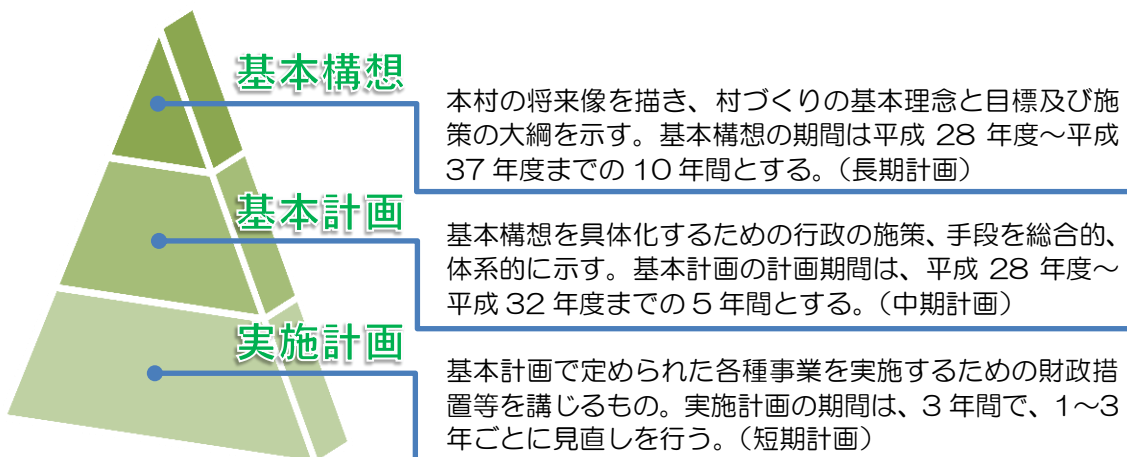 基本構想
本村の将来像を描き、村づくりの基本理念と目標及び施
策の大綱を示す。基本構想の期間は平成 28 年度～平成
37 年度までの 10 年間とする。（長期計画）
基本計画
基本構想を具体化するための行政の施策、手段を総合的、
体系的に示す。基本計画の計画期間は、平成 28 年度～
平成 32 年度までの 5 年間とする。（中期計画）
実施計画
基本計画で定められた各種事業を実施するための財政措
置等を講じるもの。実施計画の期間は、3 年間で、1～3
年ごとに見直しを行う。（短期計画）